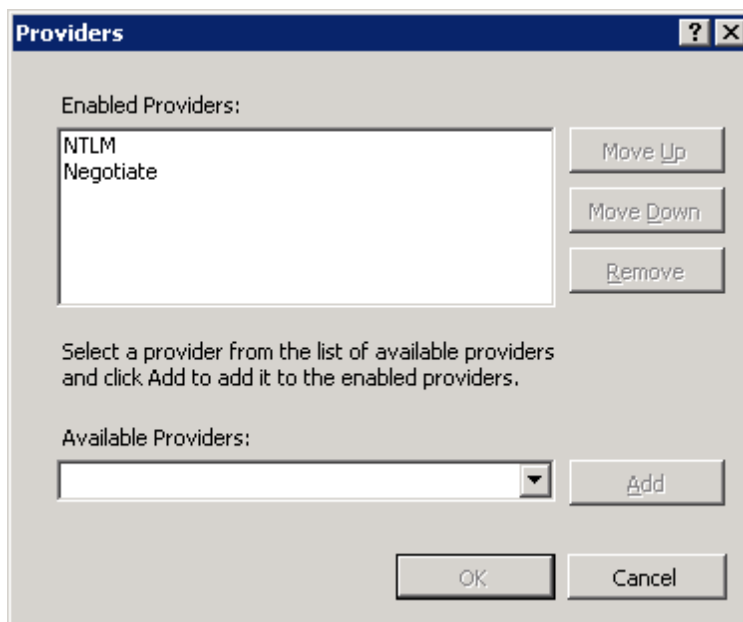 Providers
Enabled Providers:
NTLM
Negotiate
Move Up
Move Down
Remove
Select a provider from the list of available providers
and click Add to add it to the enabled providers.
Available Providers:
Add
OK
Cancel